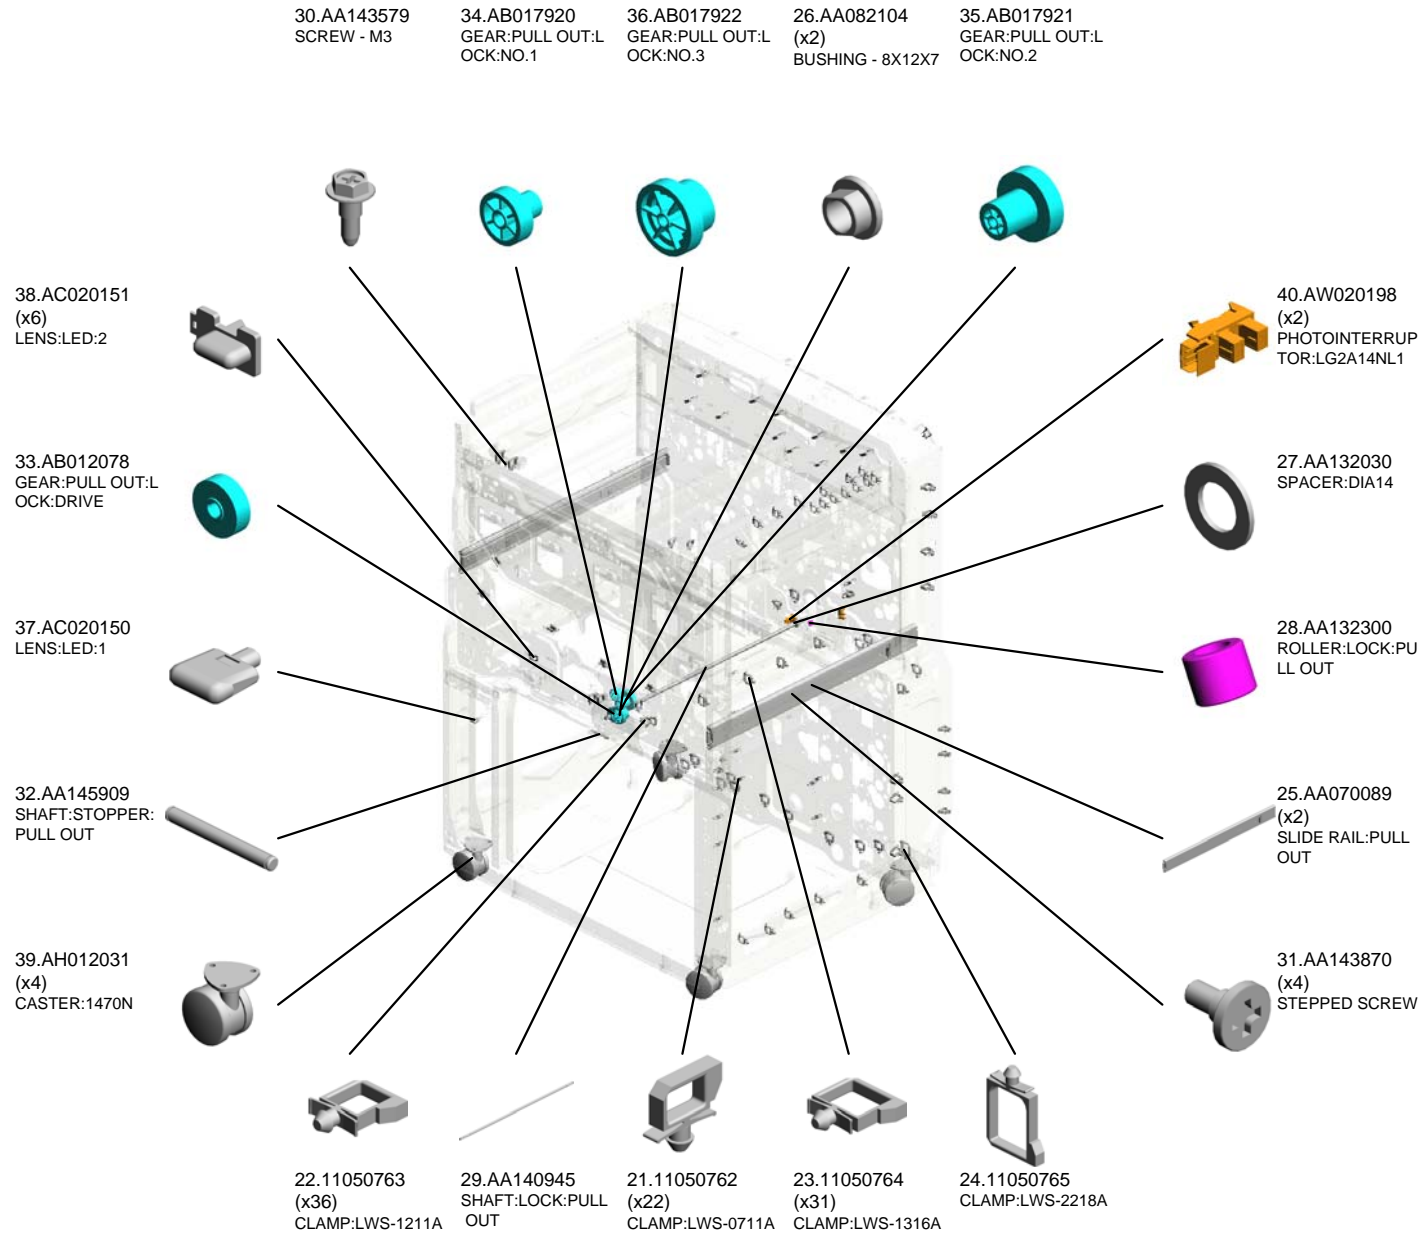 30.AA143579
SCREW - M3
34.AB017920
GEAR:PULL OUT:L
OCK:NO.1
36.AB017922
GEAR:PULL OUT:L
OCK:NO.3
26.AA082104
(x2)
BUSHING - 8X12X7
35.AB017921
GEAR:PULL OUT:L
OCK:NO.2
38.AC020151
(x6)
LENS:LED:2
40.AW020198
(x2)
PHOTOINTERRUP
TOR:LG2A14NL1
33.AB012078
GEAR:PULL OUT:L
OCK:DRIVE
27.AA132030
SPACER:DIA14
37.AC020150
LENS:LED:1
28.AA132300
ROLLER:LOCK:PU
LL OUT
32.AA145909
SHAFT:STOPPER:
PULL OUT
25.AA070089
(x2)
SLIDE RAIL:PULL
OUT
39.AH012031
(x4)
CASTER:1470N
31.AA143870
(x4)
STEPPED SCREW
22.11050763
(x36)
CLAMP:LWS-1211A
29.AA140945
SHAFT:LOCK:PULL
OUT
21.11050762
(x22)
CLAMP:LWS-0711A
23.11050764
(x31)
CLAMP:LWS-1316A
24.11050765
CLAMP:LWS-2218A